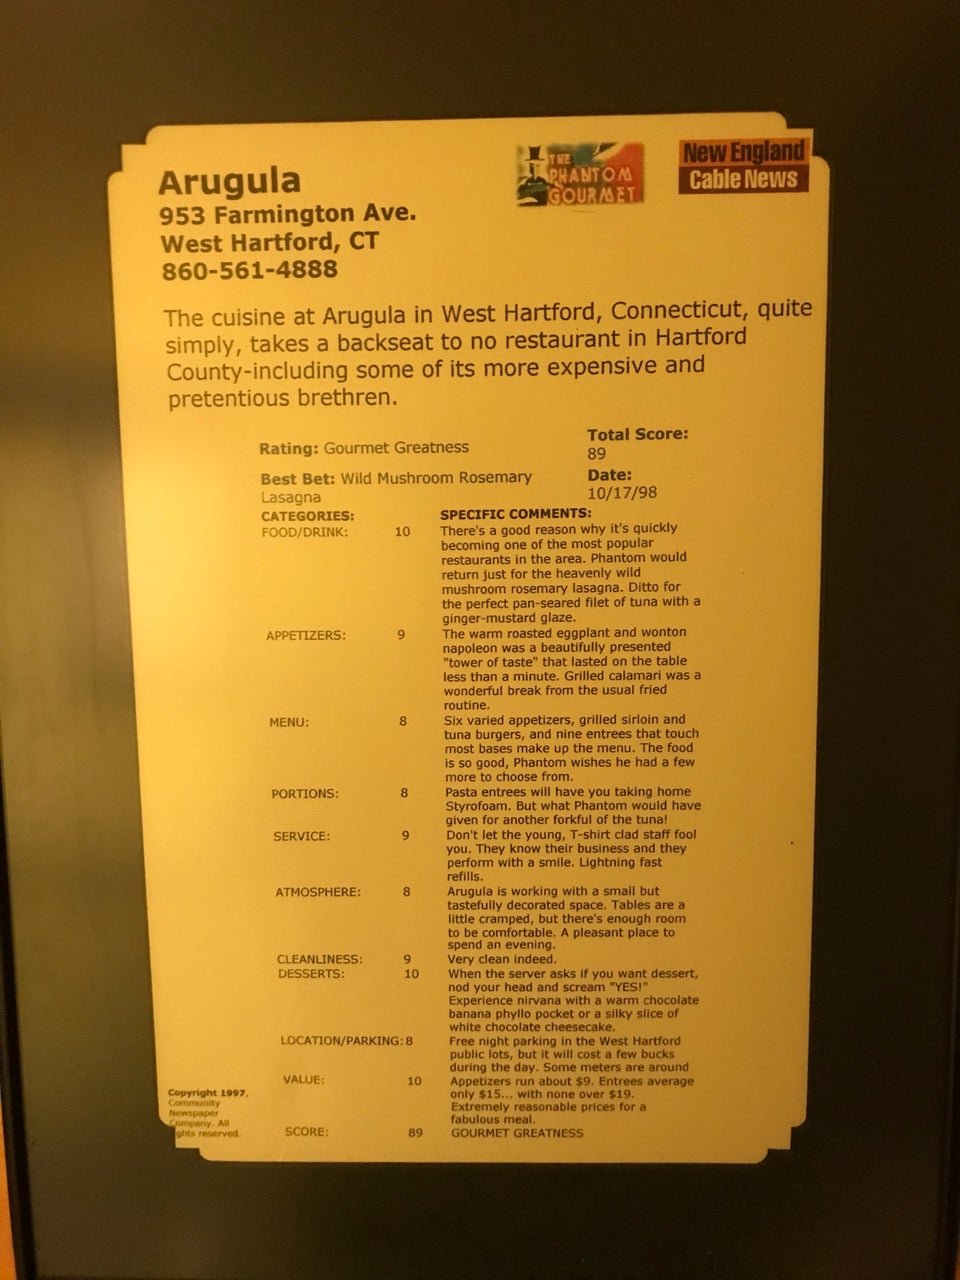 Arugula
953 Farmington Ave.
West Hartford, CT
860-561-4888
THE
PHANTOM
GOURMET
New England
Cable News
The cuisine at Arugula in West Hartford, Connecticut, quite
simply, takes a backseat to no restaurant in Hartford
County-including some of its more expensive and
pretentious brethren.
Rating: Gourmet Greatness
Total Score:
89
Best Bet: Wild Mushroom Rosemary
Lasagna
Date:
10/17/98
CATEGORIES: SPECIFIC COMMENTS:
FOOD/DRINK: 10 There's a good reason why it's quickly
becoming one of the most popular
restaurants in the area. Phantom would
return just for the heavenly wild
mushroom rosemary lasagna. Ditto for
the perfect pan-seared filet of tuna with a
ginger-mustard glaze.
APPETIZERS: 9 The warm roasted eggplant and wonton
napoleon was a beautifully presented
"tower of taste" that lasted on the table
less than a minute. Grilled calamari was a
wonderful break from the usual fried
routine.
MENU: 8 Six varied appetizers, grilled sirloin and
tuna burgers, and nine entrees that touch
most bases make up the menu. The food
is so good, Phantom wishes he had a few
more to choose from.
PORTIONS: 8 Pasta entrees will have you taking home
Styrofoam. But what Phantom would have
given for another forkful of the tuna!
SERVICE: 9 Don't let the young, T-shirt clad staff fool
you. They know their business and they
perform with a smile. Lightning fast
refills.
ATMOSPHERE: 8 Arugula is working with a small but
tastefully decorated space. Tables are a
little cramped, but there's enough room
to be comfortable. A pleasant place to
spend an evening.
CLEANLINESS: 9 Very clean indeed.
DESSERTS: 10 When the server asks if you want dessert,
nod your head and scream "YES!"
Experience nirvana with a warm chocolate
banana phyllo pocket or a silky slice of
white chocolate cheesecake.
LOCATION/PARKING: 8 Free night parking in the West Hartford
public lots, but it will cost a few bucks
during the day. Some meters are around
VALUE: 10 Appetizers run about $9. Entrees average
only $15... with none over $19.
Extremely reasonable prices for a
fabulous meal.
SCORE: 89 GOURMET GREATNESS
Copyright 1997,
Community
Newspaper
Company. All
ghts reserved.